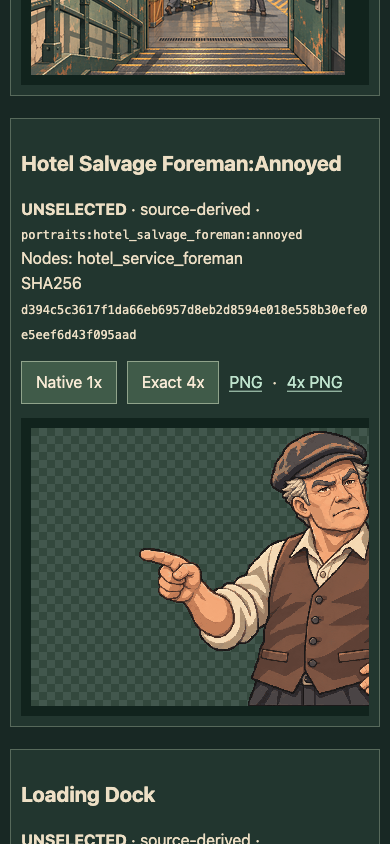 Hotel Salvage Foreman:Annoyed
UNSELECTED · source-derived ·
portraits:hotel_salvage_foreman:annoyed
Nodes: hotel_service_foreman
SHA256
d394c5c3617f1da66eb6957d8eb2d8594e018e558b30efe0
e5eef6d43f095aad
Native 1x Exact 4x PNG · 4x PNG
Loading Dock
UNSELECTED · source-derived ·